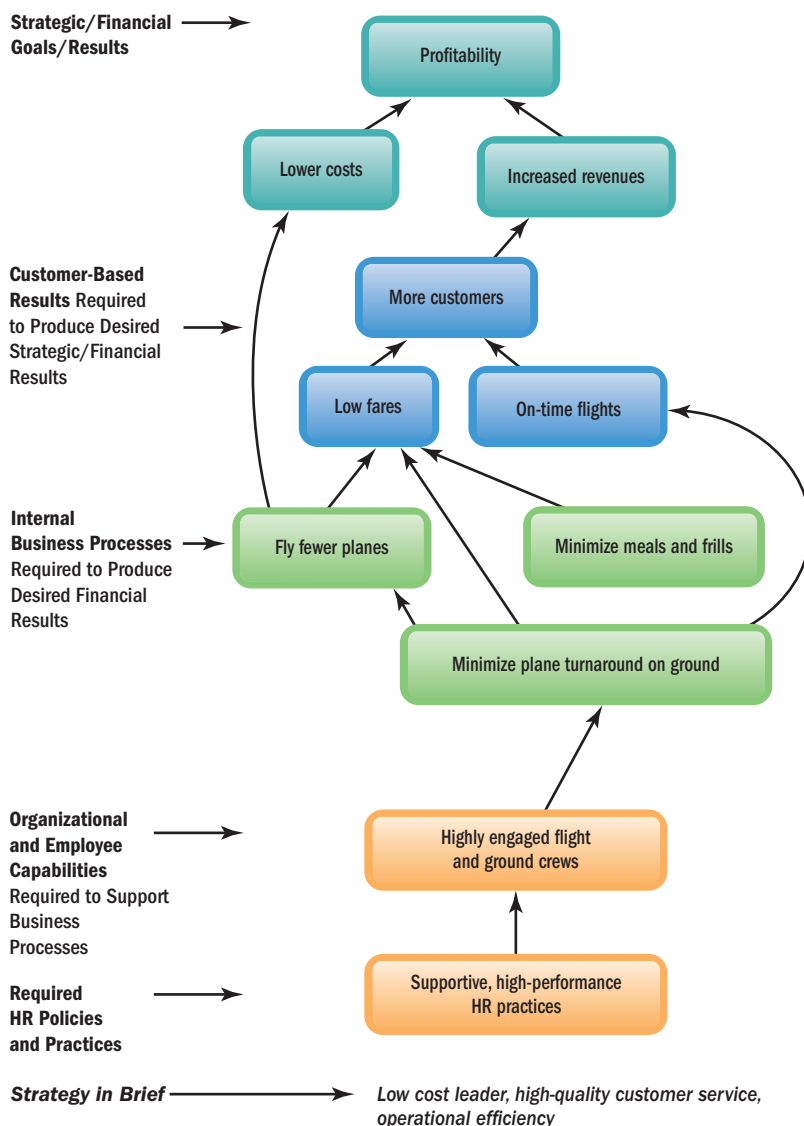 Strategic/Financial
Goals/Results
Profitability
Lower costs
Increased revenues
Customer-Based
Results Required
to Produce Desired
Strategic/Financial
Results
More customers
Low fares
On-time flights
Internal
Business Processes
Required to Produce
Desired Financial
Results
Fly fewer planes
Minimize meals and frills
Minimize plane turnaround on ground
Organizational
and Employee
Capabilities
Required to Support
Business
Processes
Highly engaged flight
and ground crews
Required
HR Policies
and Practices
Supportive, high-performance
HR practices
Strategy in Brief
Low cost leader, high-quality customer service,
operational efficiency